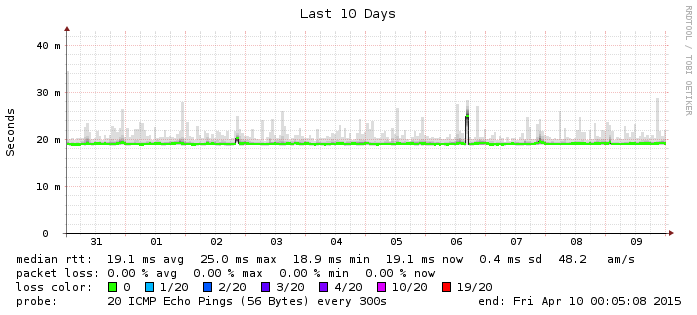 Last 10 Days
RRDTOOL / TOBI OETIKER
Seconds
40 m
30 m
20 m
10 m
0
31 01 02 03 04 05 06 07 08 09
median rtt: 19.1 ms avg 25.0 ms max 18.9 ms min 19.1 ms now 0.4 ms sd 48.2 am/s
packet loss: 0.00 % avg 0.00 % max 0.00 % min 0.00 % now
loss color: 0 1/20 2/20 3/20 4/20 10/20 19/20
probe: 20 ICMP Echo Pings (56 Bytes) every 300s end: Fri Apr 10 00:05:08 2015